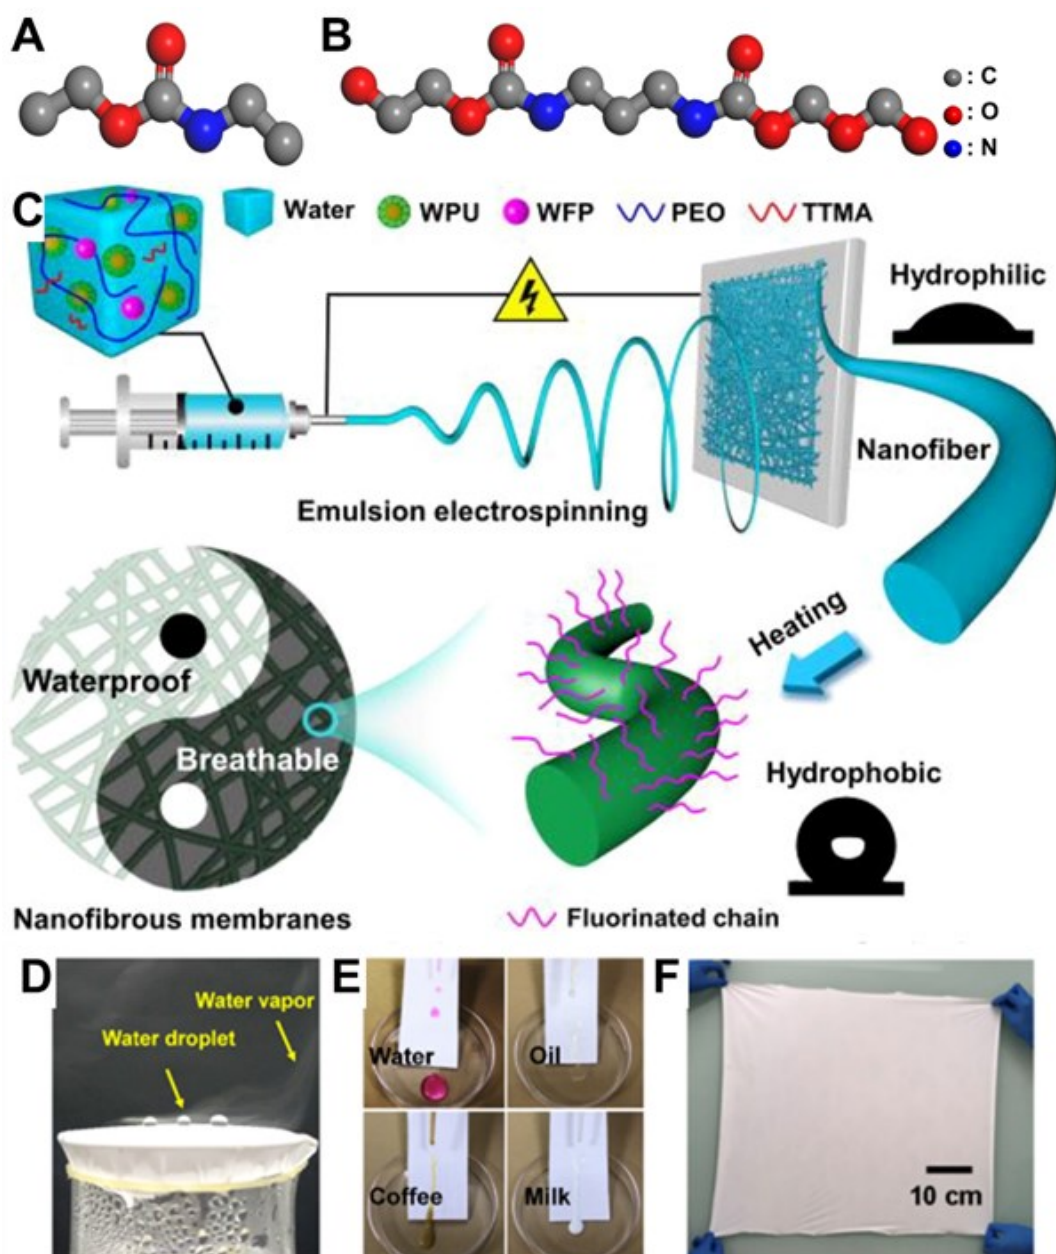 A
B
: C
: O
: N
C
Water
WPU
WFP
PEO
TTMA
Hydrophilic
Nanofiber
Emulsion electrospinning
Heating
Waterproof
Breathable
Hydrophobic
Nanofibrous membranes
Fluorinated chain
D
Water vapor
Water droplet
E
Water
Oil
Coffee
Milk
F
10 cm